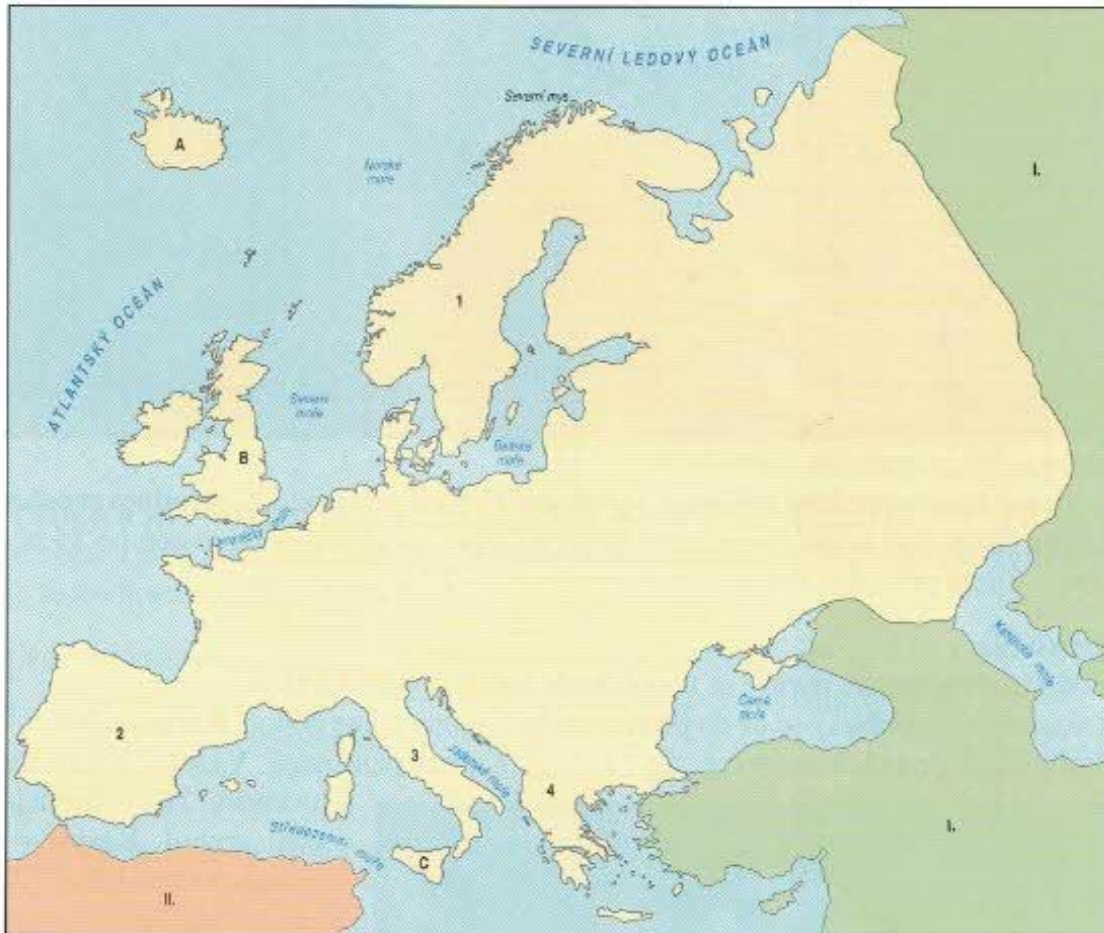 SEVERNÍ LEDOVÝ OCEÁN
Severní mys
A
I.
Norské
moře
ATLANTSKÝ OCEÁN
1
4
Severní
moře
Baltské
moře
B
Kaspické moře
Černé
moře
2
3
Jaderské moře
4
I.
Středozemní moře
C
II.